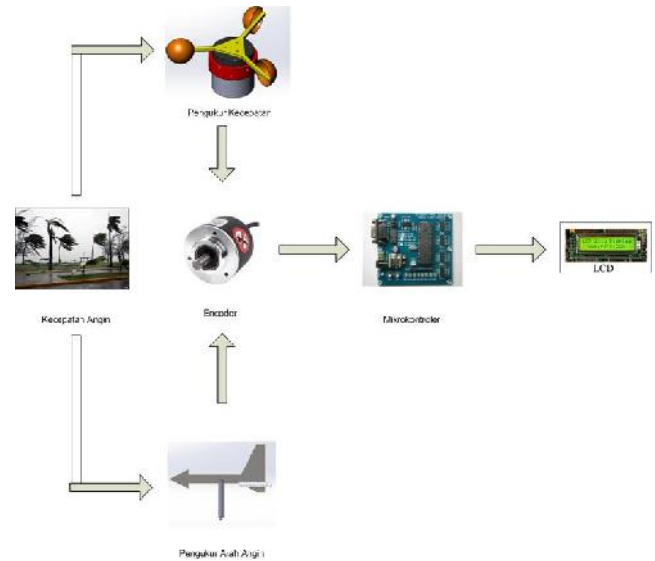 Pengukur Kecepatan
Kecepatan Angin
Encoder
Mikrokontroler
LCD
Pengukur Arah Angin